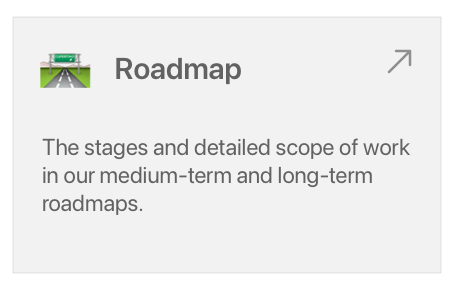 Roadmap
The stages and detailed scope of work
in our medium-term and long-term
roadmaps.